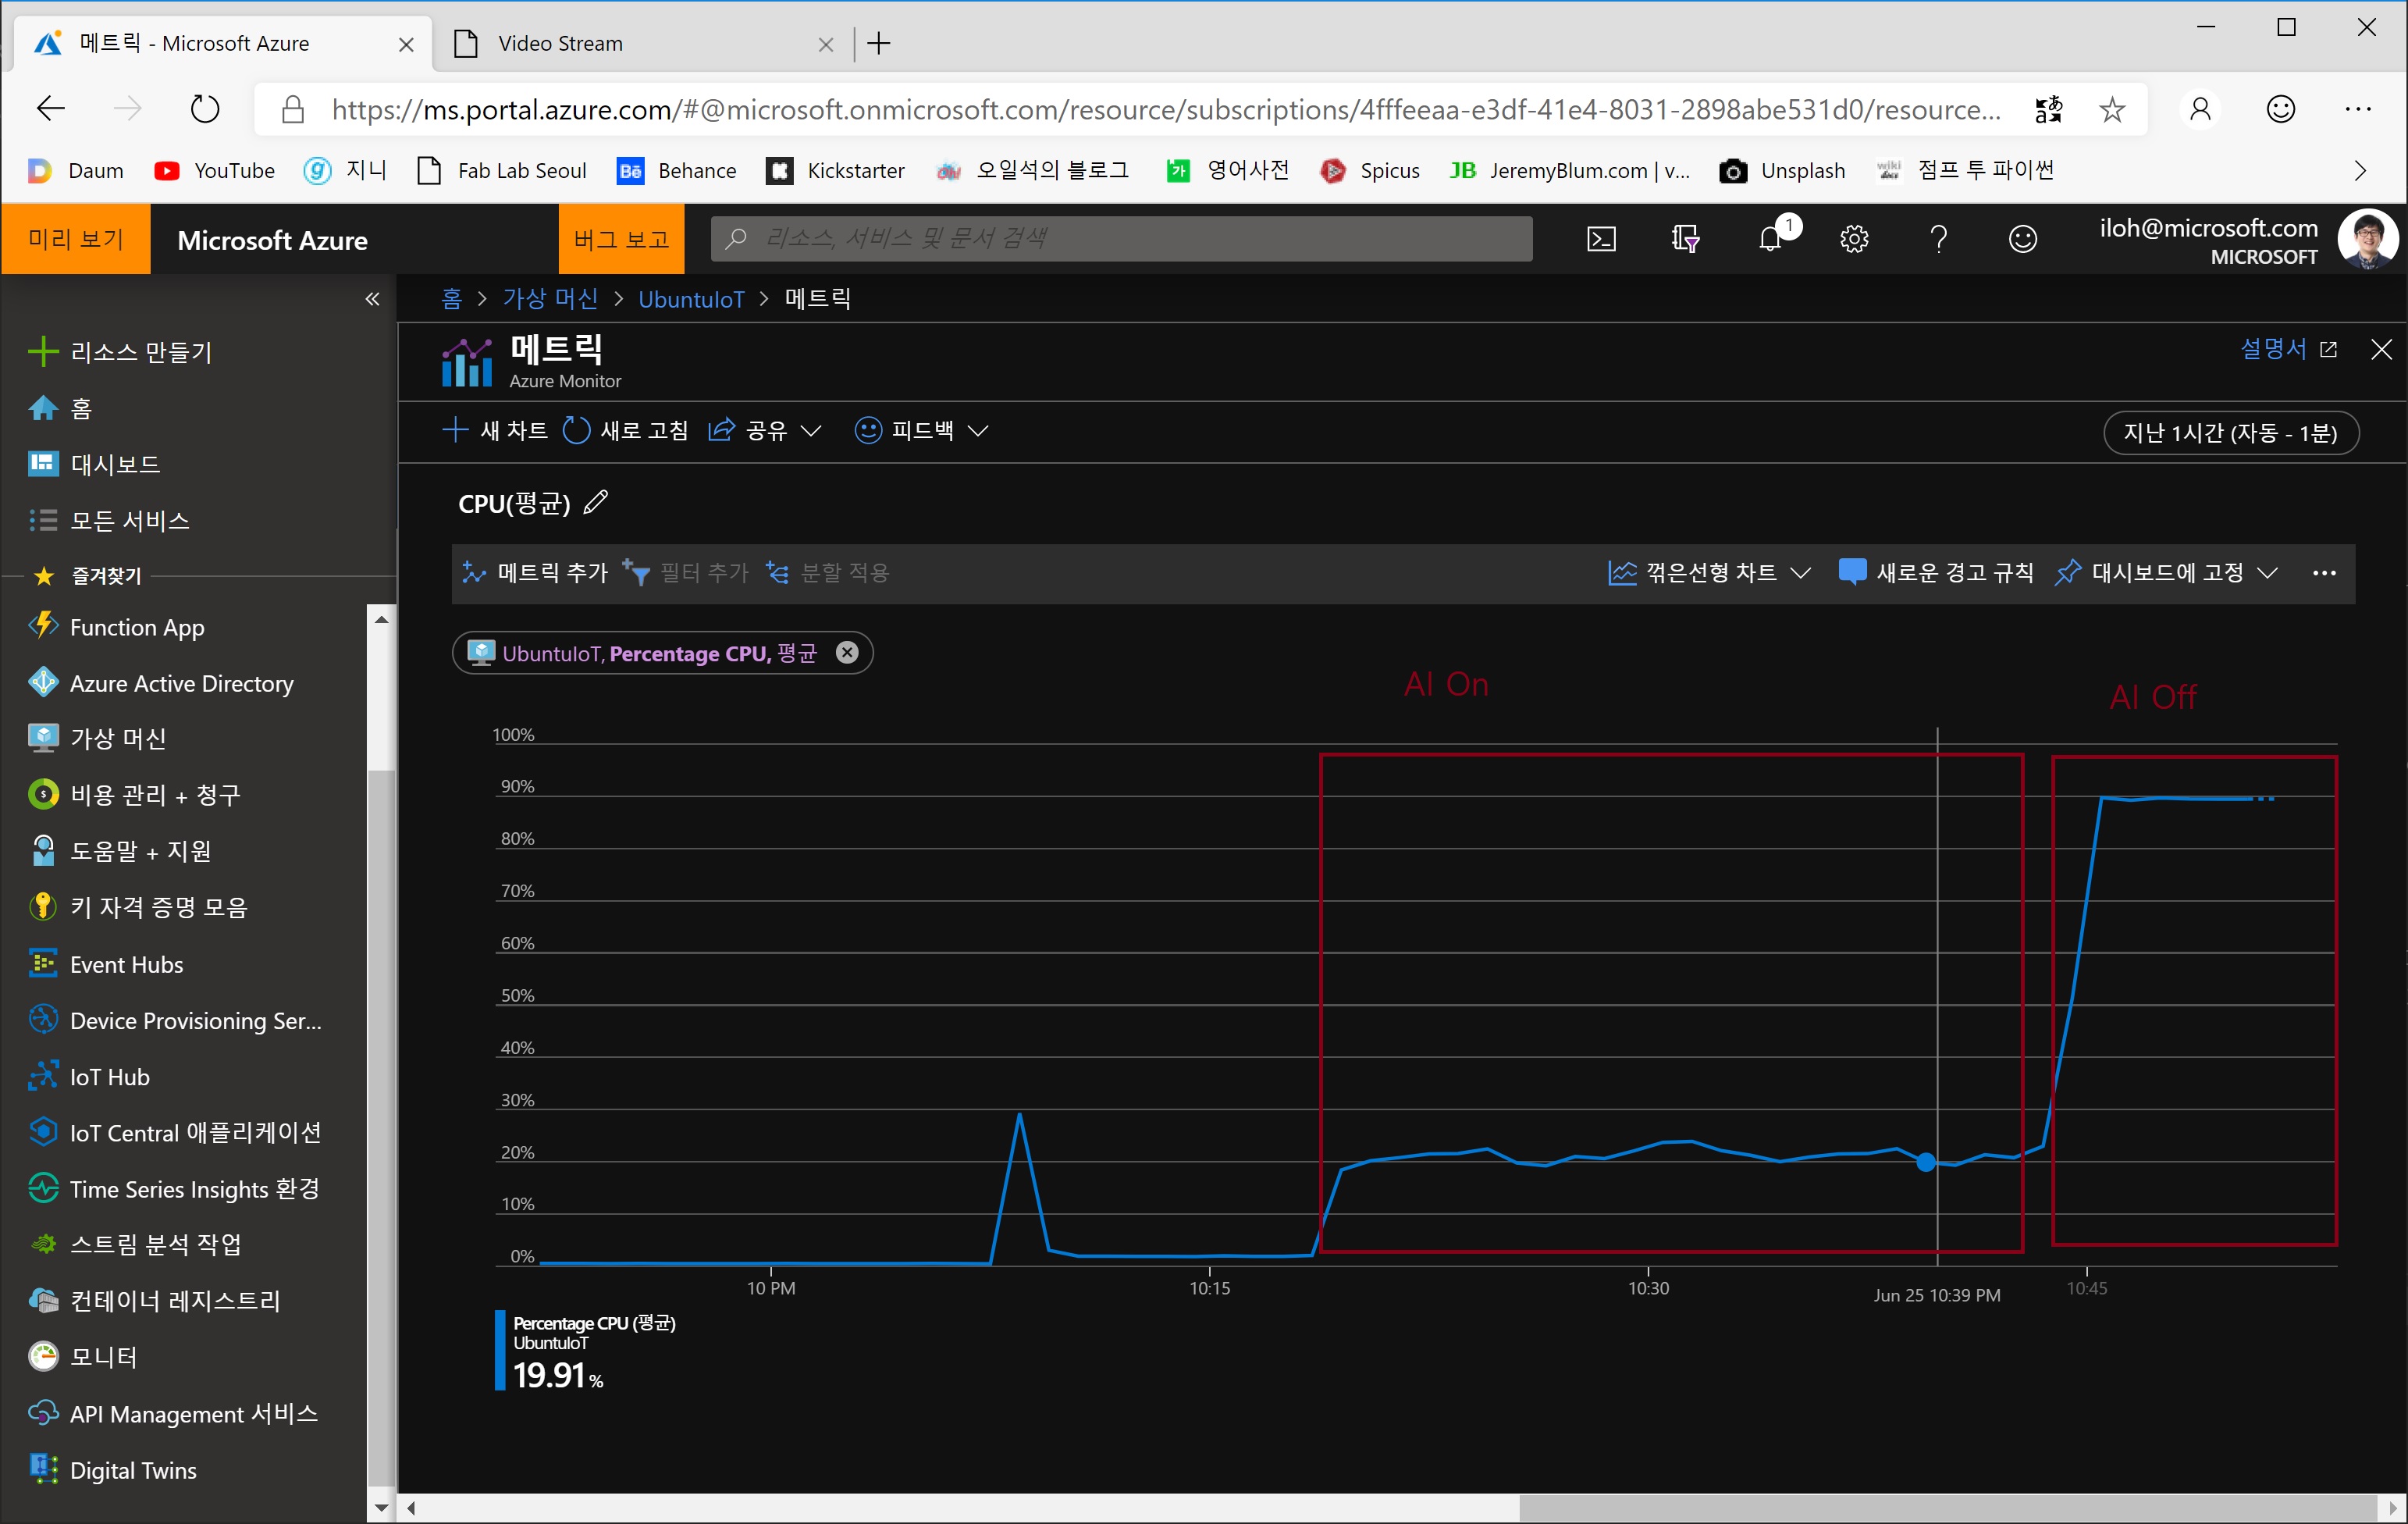 메트릭 - Microsoft Azure
Video Stream
https://ms.portal.azure.com/#@microsoft.onmicrosoft.com/resource/subscriptions/4fffeeaa-e3df-41e4-8031-2898abe531d0/resource...
Daum
YouTube
지니
Fab Lab Seoul
Behance
Kickstarter
오일석의 블로그
영어사전
Spicus
JB JeremyBlum.com | v...
Unsplash
점프 투 파이썬
미리 보기
Microsoft Azure
버그 보고
리소스, 서비스 및 문서 검색
1
iloh@microsoft.com
MICROSOFT
홈 > 가상 머신 > UbuntuIoT > 메트릭
메트릭
Azure Monitor
설명서
새 차트
새로 고침
공유
피드백
지난 1시간 (자동 - 1분)
CPU(평균)
메트릭 추가
필터 추가
분할 적용
꺾은선형 차트
새로운 경고 규칙
대시보드에 고정
UbuntuIoT, Percentage CPU, 평균
AI On
AI Off
100%
90%
80%
70%
60%
50%
40%
30%
20%
10%
0%
10 PM
10:15
10:30
Jun 25 10:39 PM
10:45
Percentage CPU (평균)
UbuntuIoT
19.91 %
리소스 만들기
홈
대시보드
모든 서비스
즐겨찾기
Function App
Azure Active Directory
가상 머신
비용 관리 + 청구
도움말 + 지원
키 자격 증명 모음
Event Hubs
Device Provisioning Ser...
IoT Hub
IoT Central 애플리케이션
Time Series Insights 환경
스트림 분석 작업
컨테이너 레지스트리
모니터
API Management 서비스
Digital Twins